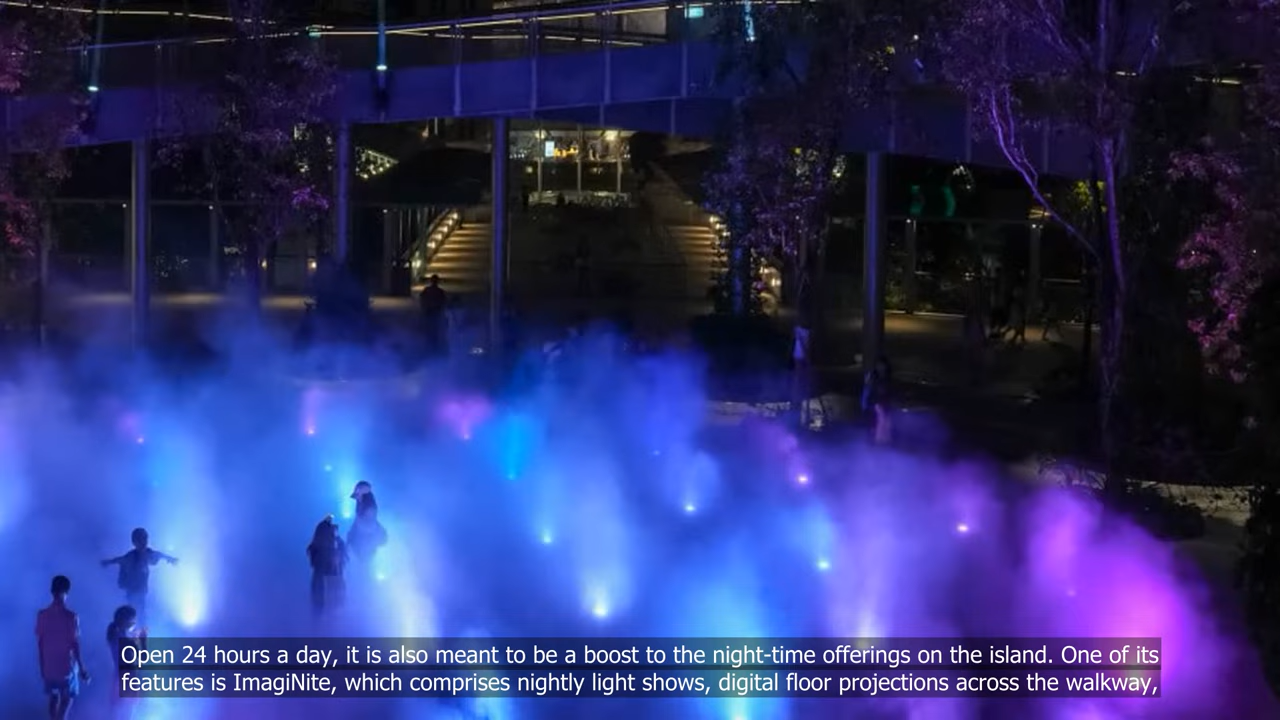 Open 24 hours a day, it is also meant to be a boost to the night-time offerings on the island. One of its
features is ImagiNite, which comprises nightly light shows, digital floor projections across the walkway,